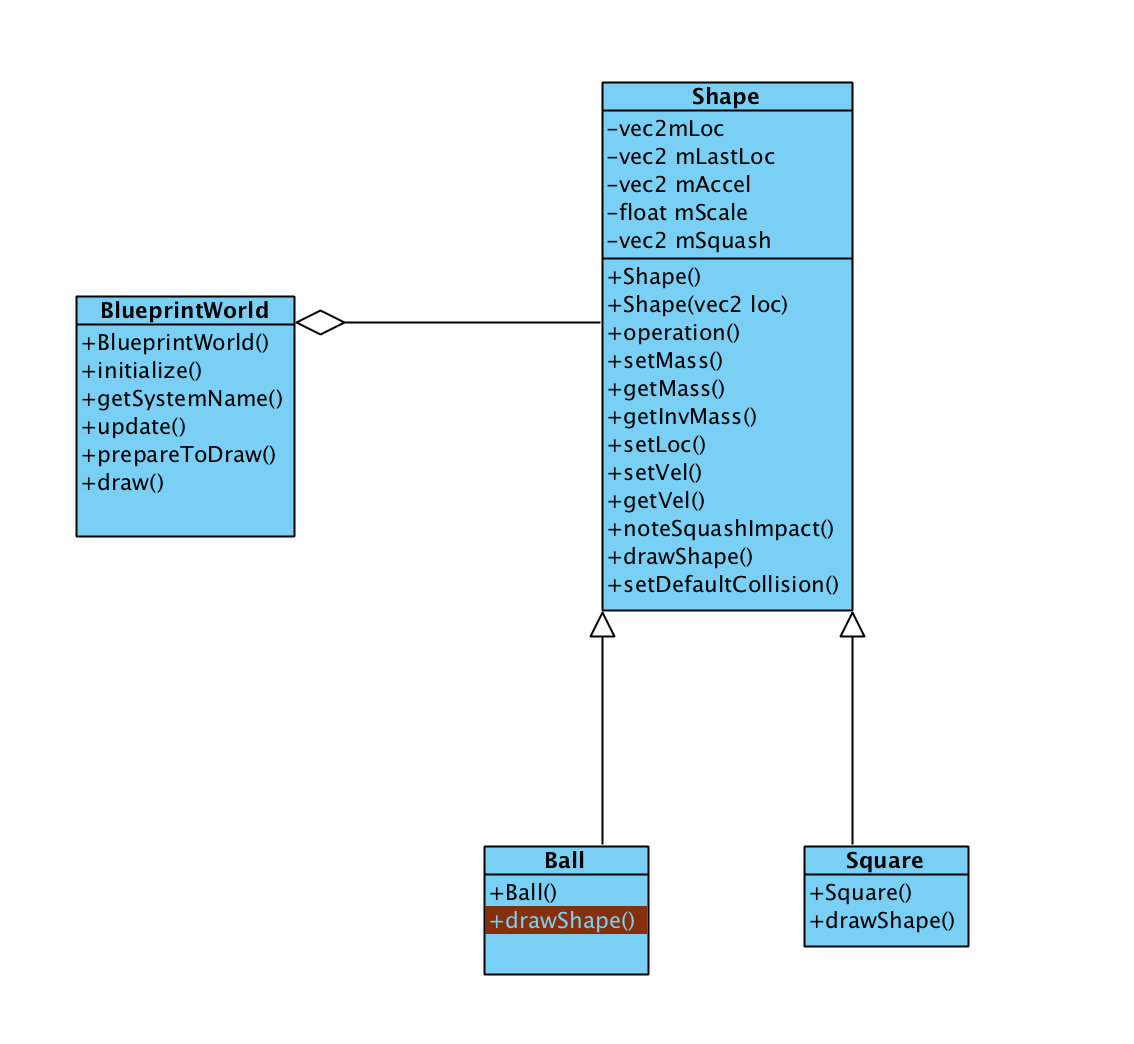 Shape
-vec2mLoc
-vec2 mLastLoc
-vec2 mAccel
-float mScale
-vec2 mSquash
+Shape()
+Shape(vec2 loc)
+operation()
+setMass()
+getMass()
+getInvMass()
+setLoc()
+setVel()
+getVel()
+noteSquashImpact()
+drawShape()
+setDefaultCollision()
BlueprintWorld
+BlueprintWorld()
+initialize()
+getSystemName()
+update()
+prepareToDraw()
+draw()
Ball
+Ball()
+drawShape()
Square
+Square()
+drawShape()